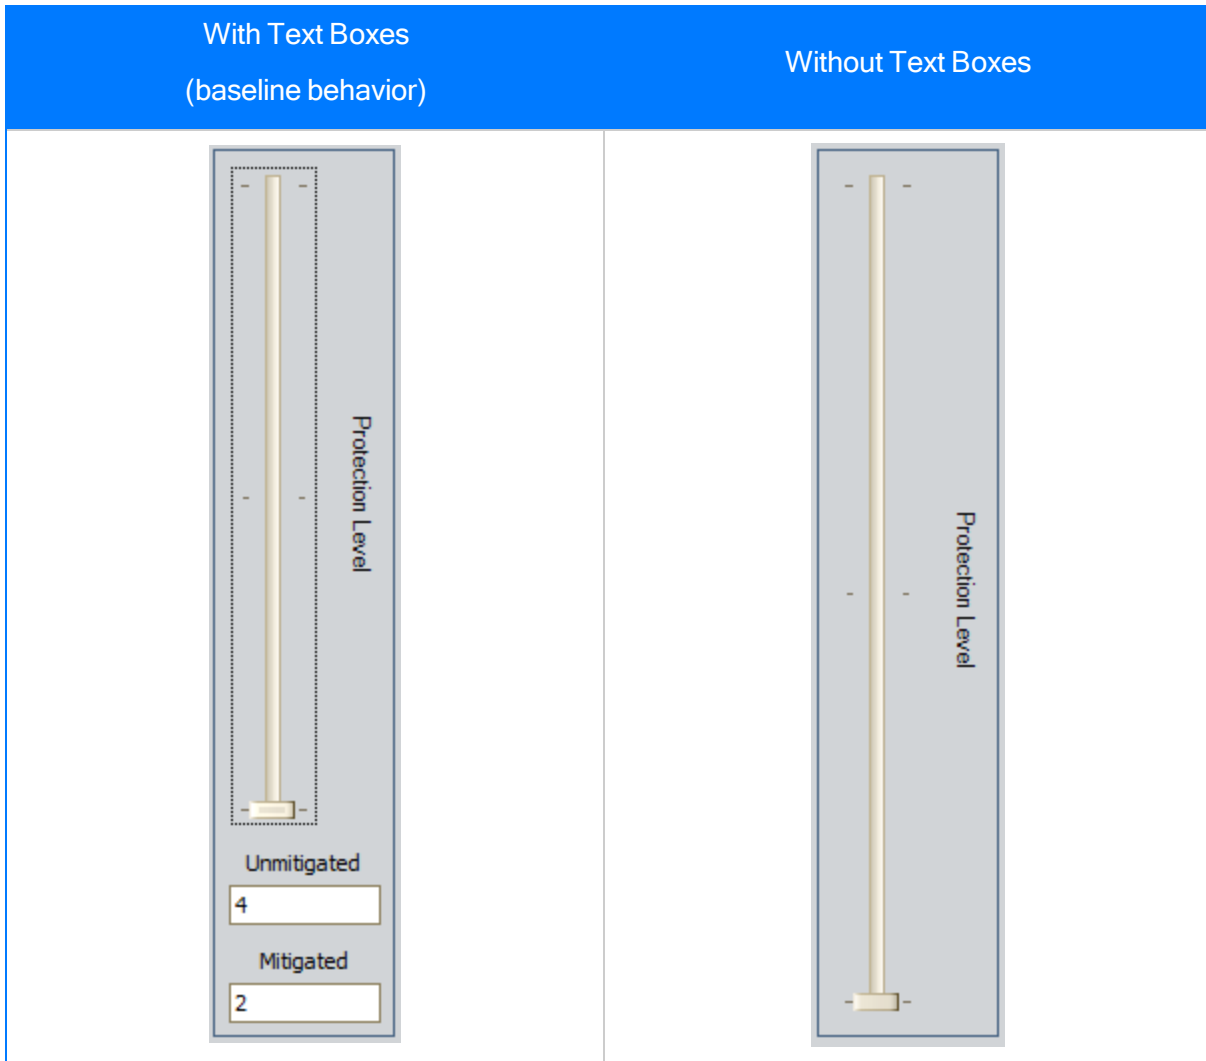 With Text Boxes
(baseline behavior)
Without Text Boxes
Protection Level
Unmitigated
4
Mitigated
2
Protection Level